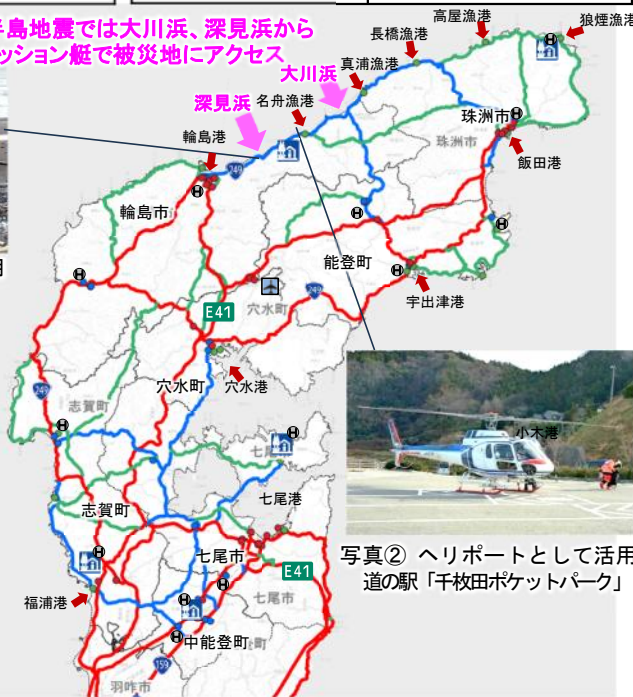 半島地震では大川浜、深見浜から
ッション艇で被災地にアクセス
高屋漁港
狼煙漁港
長橋漁港
真浦漁港
大川浜
深見浜
名舟漁港
珠洲市
珠洲市
飯田港
輪島港
249
輪島市
能登町
宇出津港
249
穴水町
E41
249
穴水町
穴水港
志賀町
小木港
七尾
七尾港
志賀町
七尾市
写真② ヘリポートとして活用
道の駅「千枚田ポケットパーク」
E41
七尾市
福浦港
中能登町
町
159
羽咋市